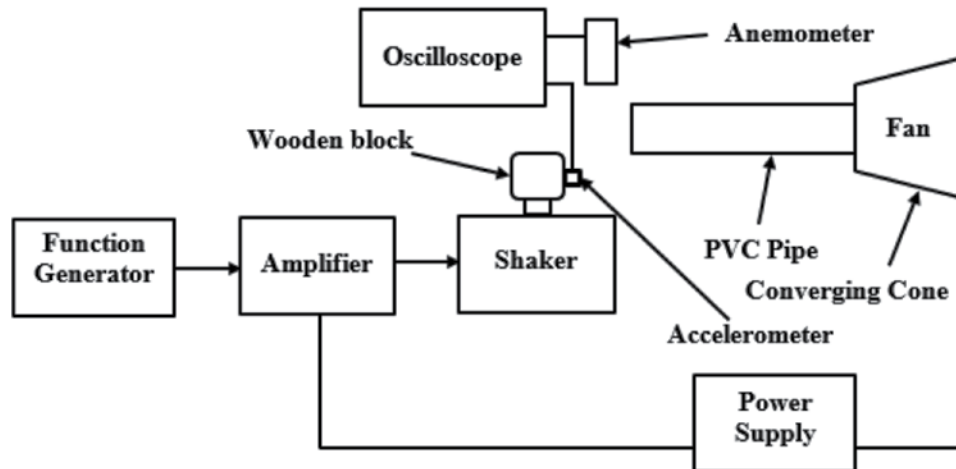 Anemometer
Oscilloscope
Fan
Wooden block
Function
Generator
Amplifier
Shaker
PVC Pipe
Converging Cone
Accelerometer
Power
Supply